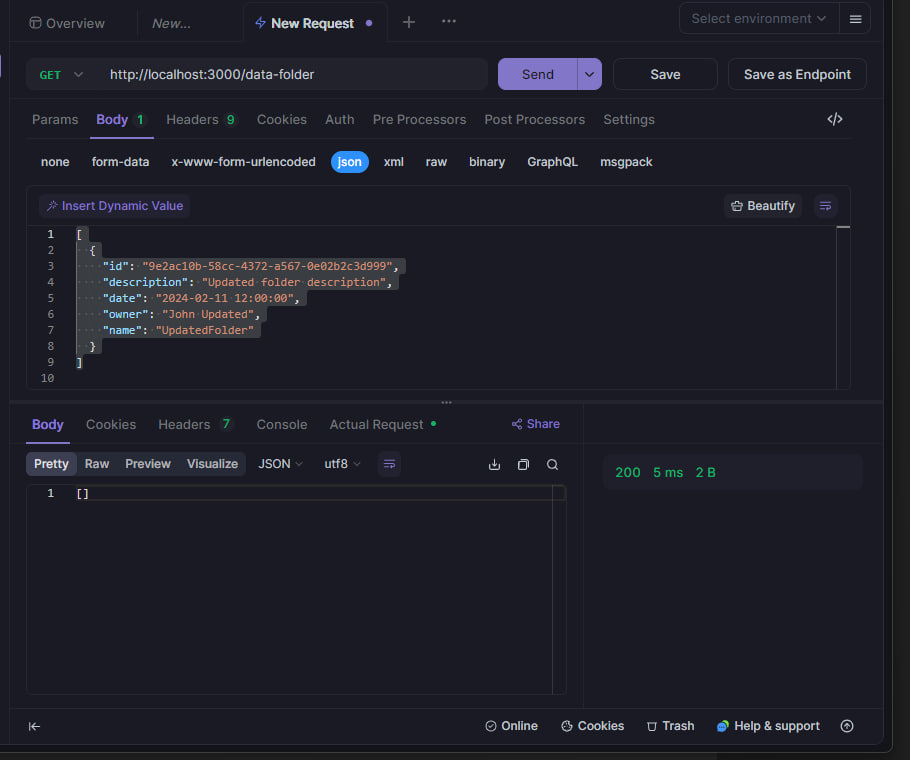 Overview New... New Request Select environment
GET http://localhost:3000/data-folder Send Save Save as Endpoint
Params Body 1 Headers 9 Cookies Auth Pre Processors Post Processors Settings
none form-data x-www-form-urlencoded json xml raw binary GraphQL msgpack
Insert Dynamic Value Beautify
1 [
2 {
3 "id": "9e2ac10b-58cc-4372-a567-0e02b2c3d999",
4 "description": "Updated folder description",
5 "date": "2024-02-11 12:00:00",
6 "owner": "John Updated",
7 "name": "UpdatedFolder"
8 }
9 ]
10
Body Cookies Headers 7 Console Actual Request Share
Pretty Raw Preview Visualize JSON utf8
200 5 ms 2 B
1 []
Online Cookies Trash Help & support